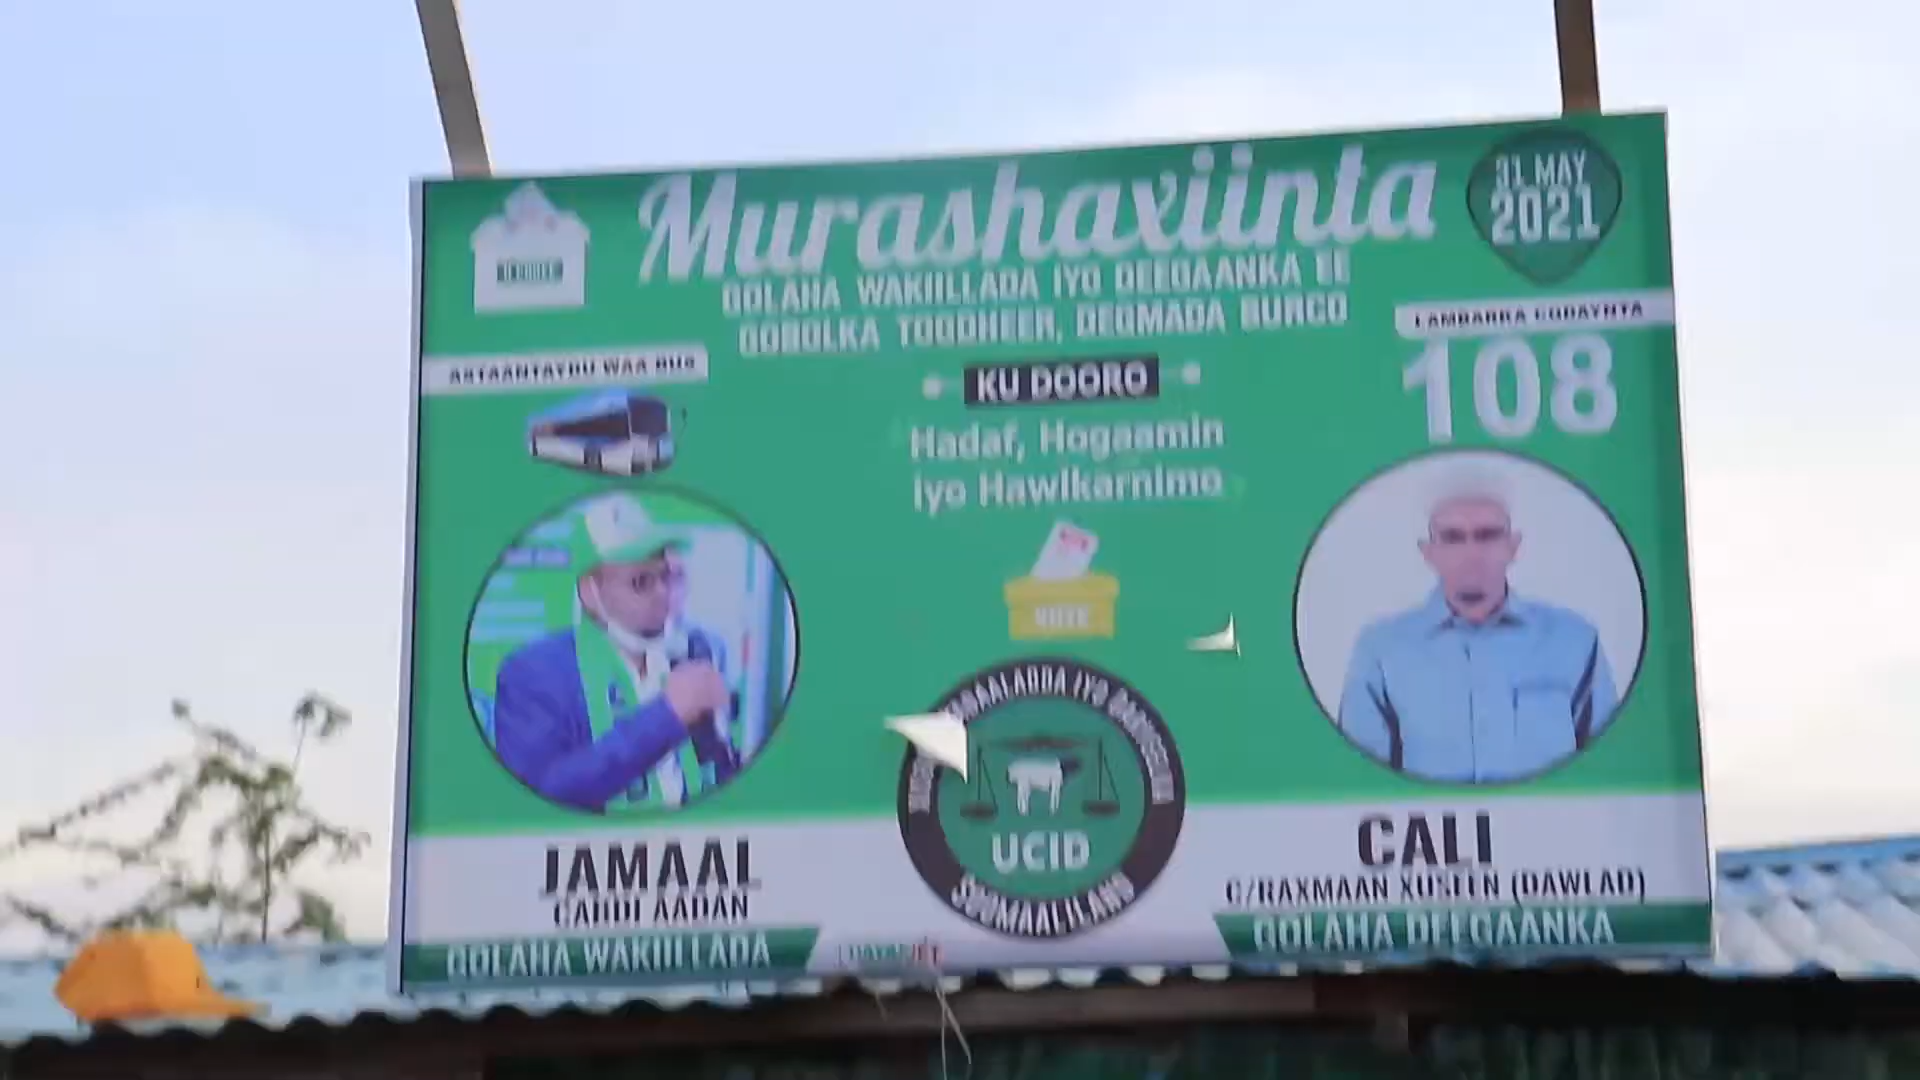 Murashaxiinta
31 MAY
2021
GOLAHA WAKIILLADA IYO DEEGAANKA EE
GOBOLKA TOGDHEER, DEGMADA BURCO
ASTAANTAYDU WAA BUS
LAMBARKA CODAYNTA
108
KU DOORO
Hadaf, Hogaamin
iyo Hawlkarnimo
VOTE
IYO
UCID
SOOMAALILAND
JAMAAL
CABDI AADAN
GOLAHA WAKIILLADA
CALI
C/RAXMAAN XUSEEN (DAWLAD)
GOLAHA DEEGAANKA